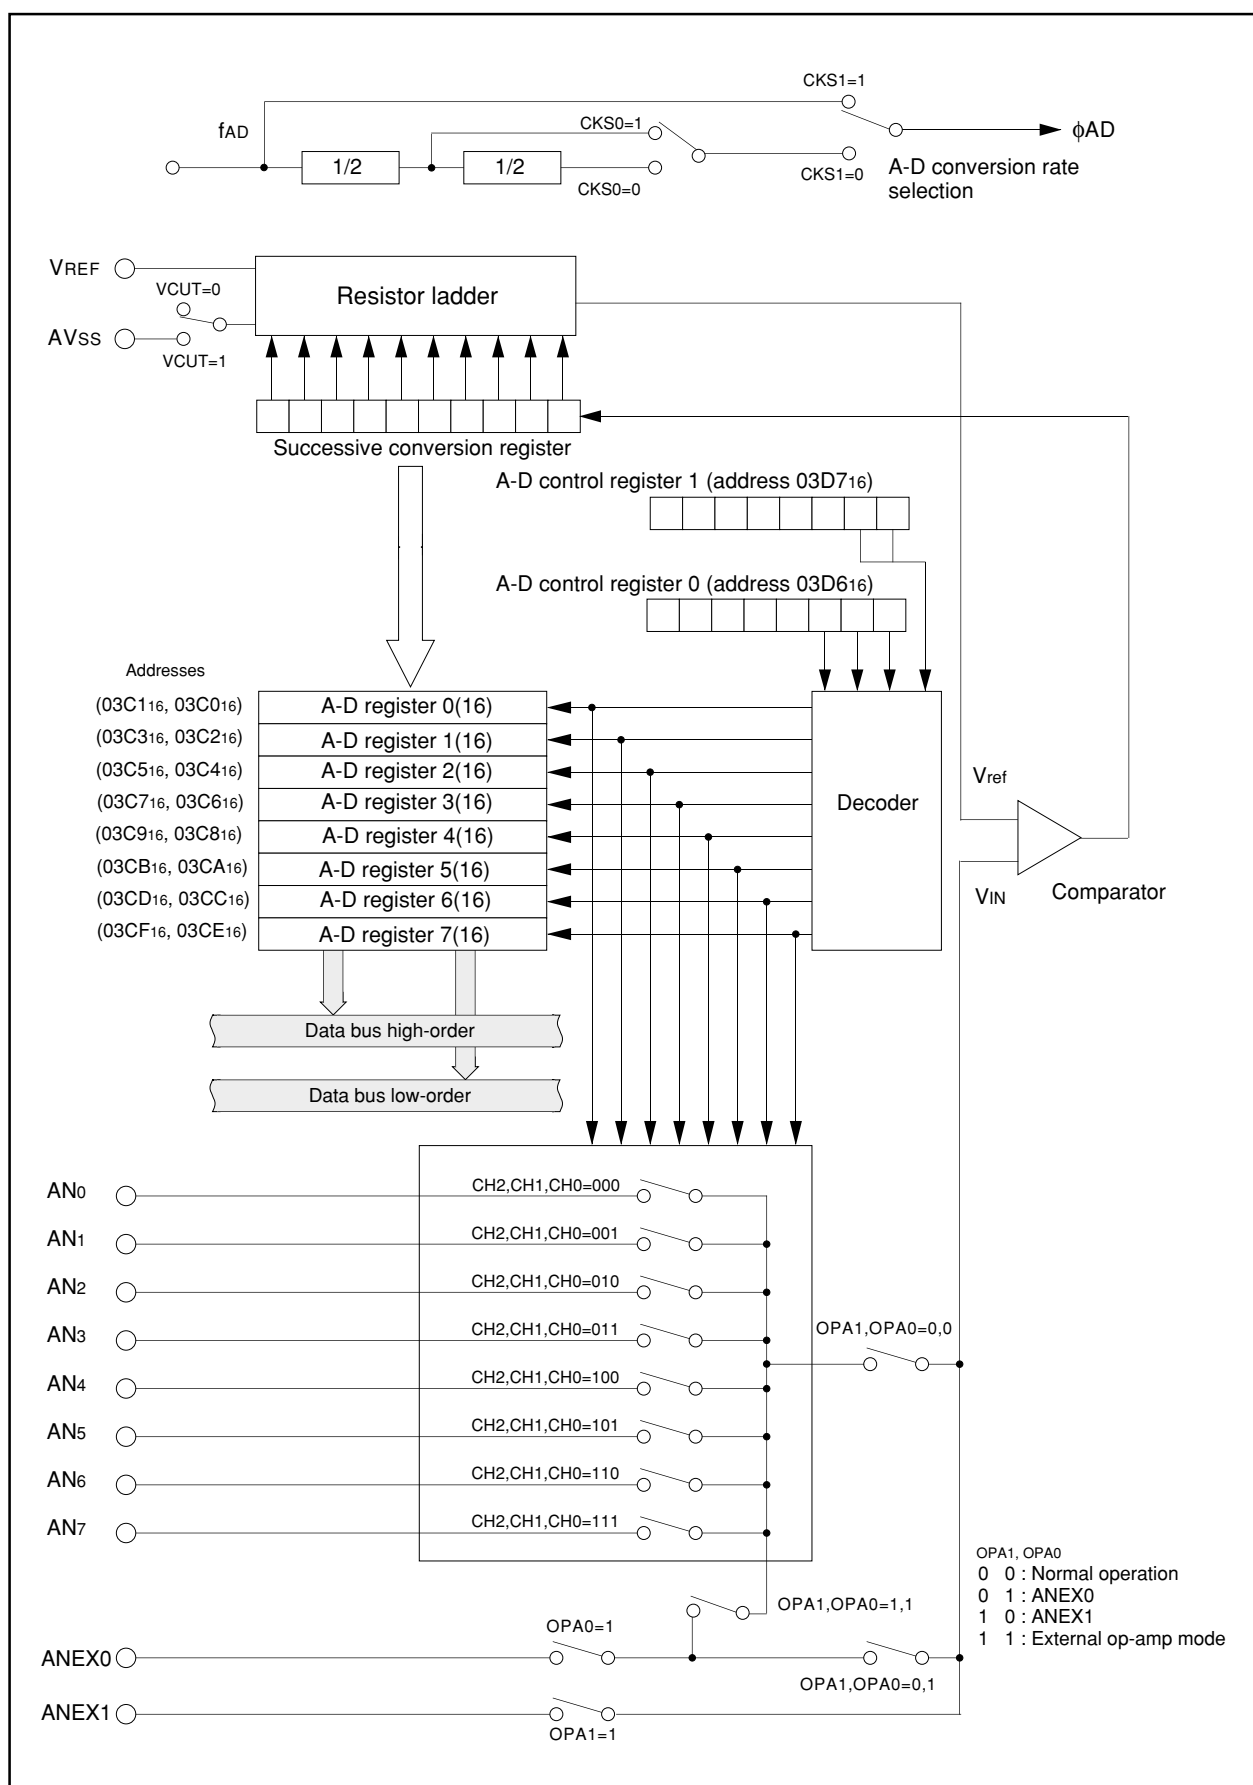 CKS1=1
fAD
CKS0=1
φAD
1/2
1/2
CKS0=0
CKS1=0
A-D conversion rate
selection
VREF
VCUT=0
Resistor ladder
AVSS
VCUT=1
Successive conversion register
A-D control register 1 (address 03D716)
A-D control register 0 (address 03D616)
Addresses
(03C116, 03C016)
A-D register 0(16)
(03C316, 03C216)
A-D register 1(16)
(03C516, 03C416)
A-D register 2(16)
(03C716, 03C616)
A-D register 3(16)
(03C916, 03C816)
A-D register 4(16)
(03CB16, 03CA16)
A-D register 5(16)
(03CD16, 03CC16)
A-D register 6(16)
(03CF16, 03CE16)
A-D register 7(16)
Decoder
Vref
VIN
Comparator
Data bus high-order
Data bus low-order
AN0
CH2,CH1,CH0=000
AN1
CH2,CH1,CH0=001
AN2
CH2,CH1,CH0=010
AN3
CH2,CH1,CH0=011
OPA1,OPA0=0,0
AN4
CH2,CH1,CH0=100
AN5
CH2,CH1,CH0=101
AN6
CH2,CH1,CH0=110
AN7
CH2,CH1,CH0=111
OPA1, OPA0
0 0 : Normal operation
0 1 : ANEX0
1 0 : ANEX1
1 1 : External op-amp mode
OPA1,OPA0=1,1
OPA0=1
ANEX0
OPA1,OPA0=0,1
ANEX1
OPA1=1